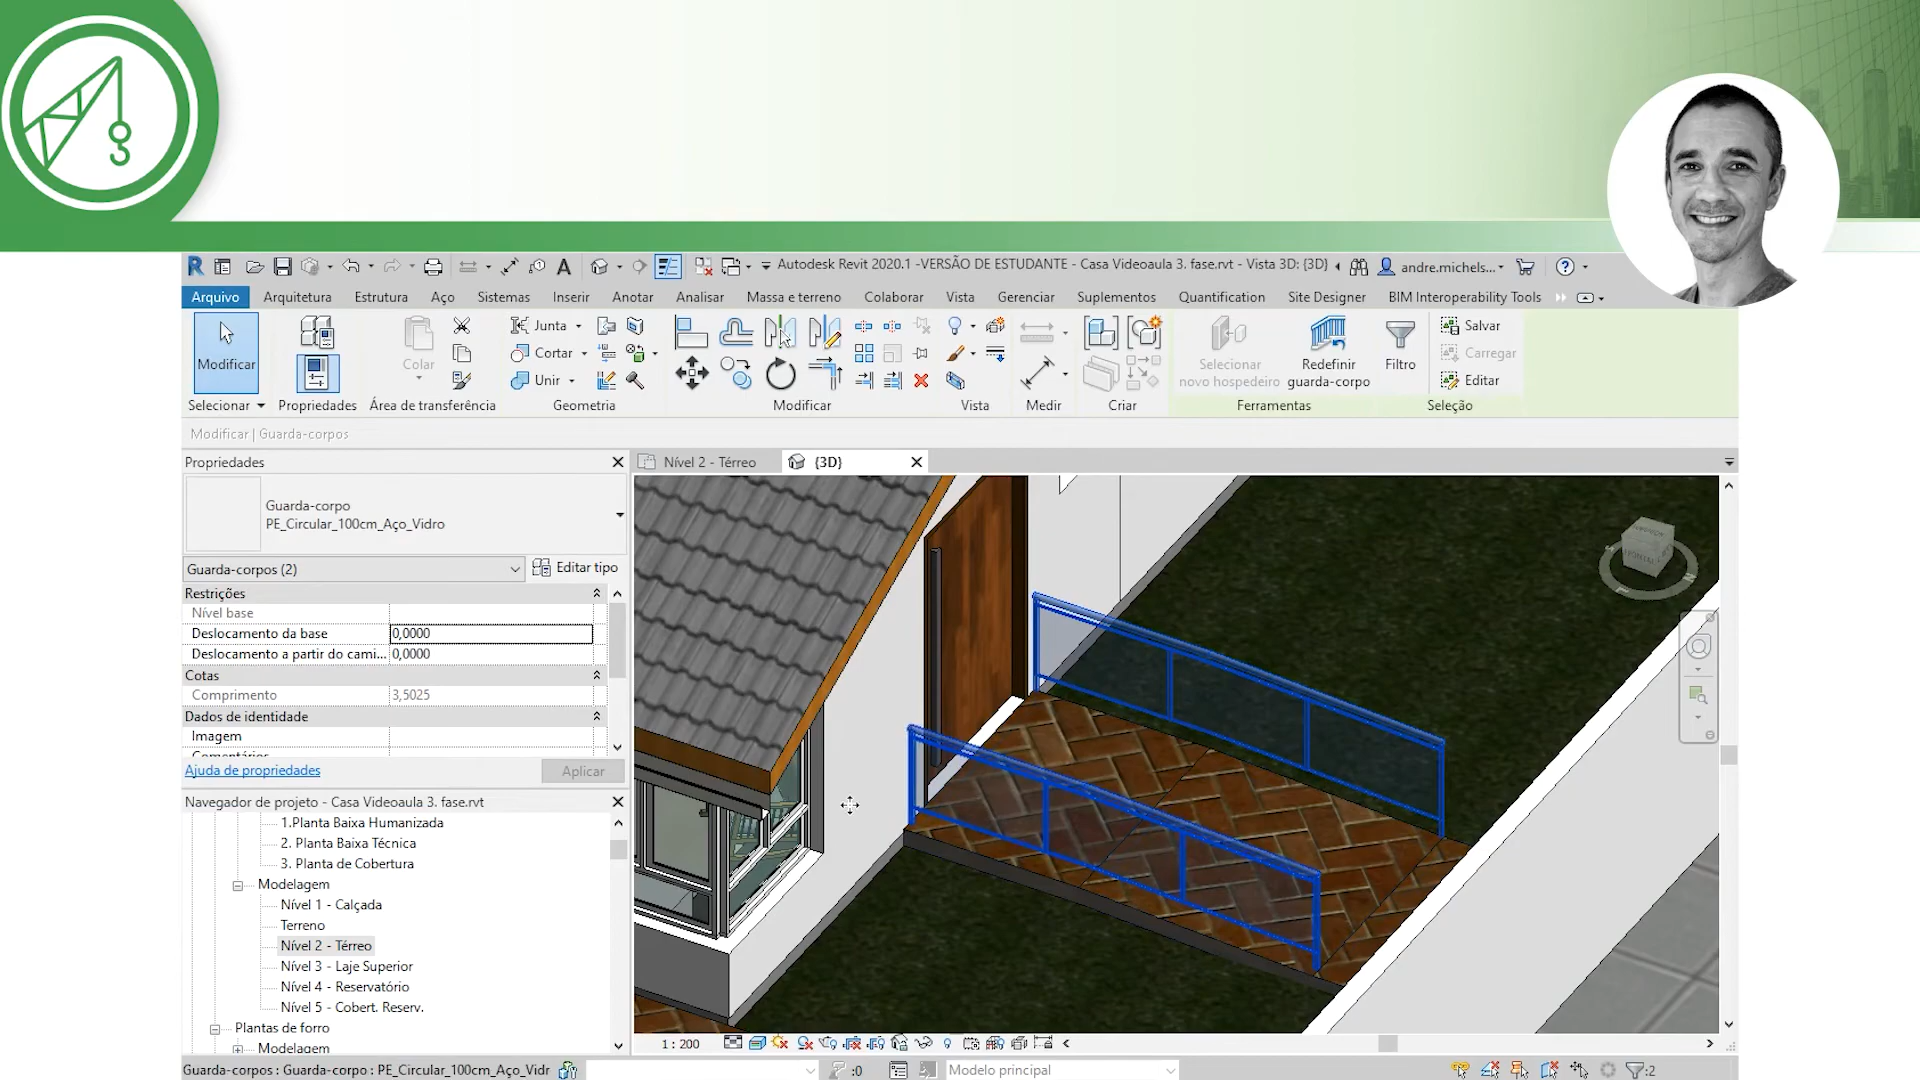 Autodesk Revit 2020.1 -VERSÃO DE ESTUDANTE - Casa Videoaula 3. fase.rvt - Vista 3D: {3D}
andre.michels...
Arquivo Arquitetura Estrutura Aço Sistemas Inserir Anotar Analisar Massa e terreno Colaborar Vista Gerenciar Suplementos Quantification Site Designer BIM Interoperability Tools
Modificar
Colar
Junta
Cortar
Unir
Selecionar
novo hospedeiro
Redefinir
guarda-corpo
Filtro
Salvar
Carregar
Editar
Selecionar Propriedades Área de transferência Geometria Modificar Vista Medir Criar Ferramentas Seleção
Modificar | Guarda-corpos
Propriedades
Nível 2 - Térreo
{3D}
Guarda-corpo
PE_Circular_100cm_Aço_Vidro
Guarda-corpos (2)
Editar tipo
Restrições
Nível base
Deslocamento da base 0,0000
Deslocamento a partir do cami... 0,0000
Cotas
Comprimento 3,5025
Dados de identidade
Imagem
Comentários
Ajuda de propriedades
Aplicar
Navegador de projeto - Casa Videoaula 3. fase.rvt
1.Planta Baixa Humanizada
2. Planta Baixa Técnica
3. Planta de Cobertura
Modelagem
Nível 1 - Calçada
Terreno
Nível 2 - Térreo
Nível 3 - Laje Superior
Nível 4 - Reservatório
Nível 5 - Cobert. Reserv.
Plantas de forro
Modelagem
1 : 200
Guarda-corpos : Guarda-corpo : PE_Circular_100cm_Aço_Vidr
:0
Modelo principal
:2